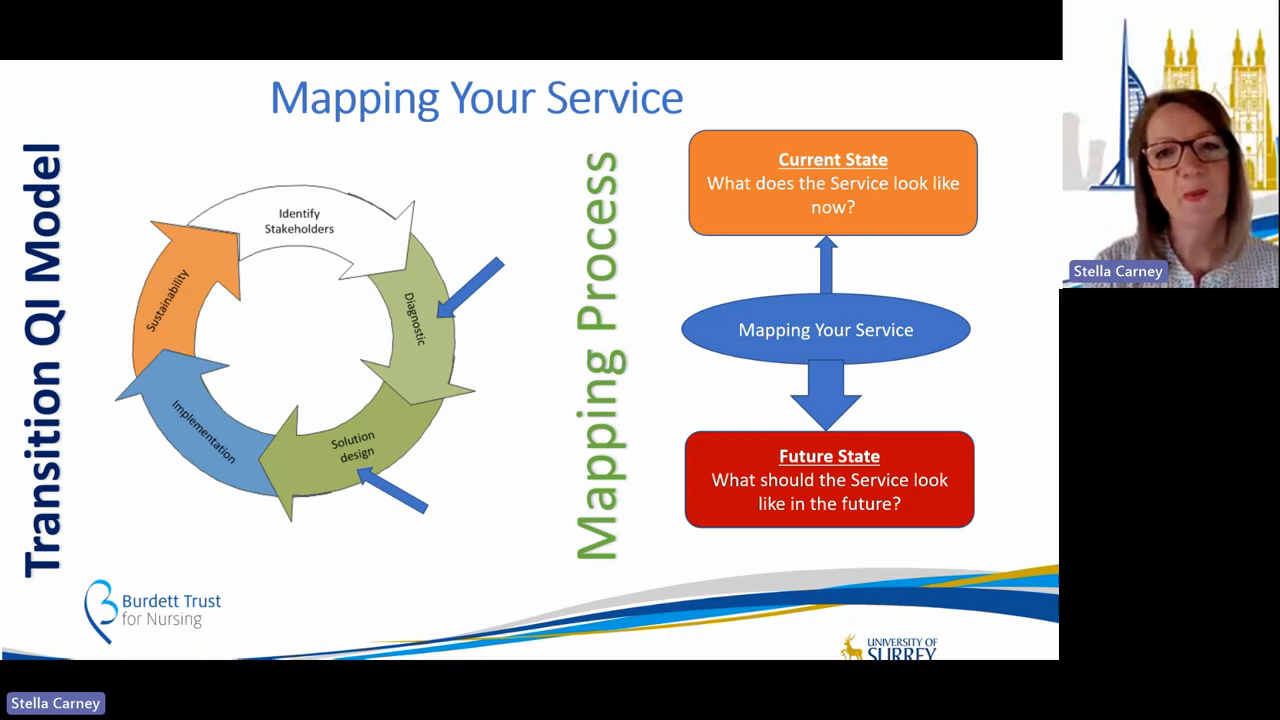 Mapping Your Service
Transition QI Model
Identify
Stakeholders
Diagnostic
Solution
design
Implementation
Sustainability
Mapping Process
Current State
What does the Service look like
now?
Mapping Your Service
Future State
What should the Service look
like in the future?
Burdett Trust
for Nursing
UNIVERSITY OF
SURREY
Stella Carney
Stella Carney